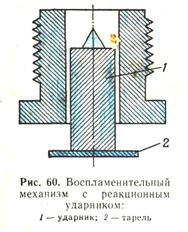 1
2
Рис. 60. Воспламенительный
механизм с реакционным
ударником:
1 — ударник; 2 — тарель